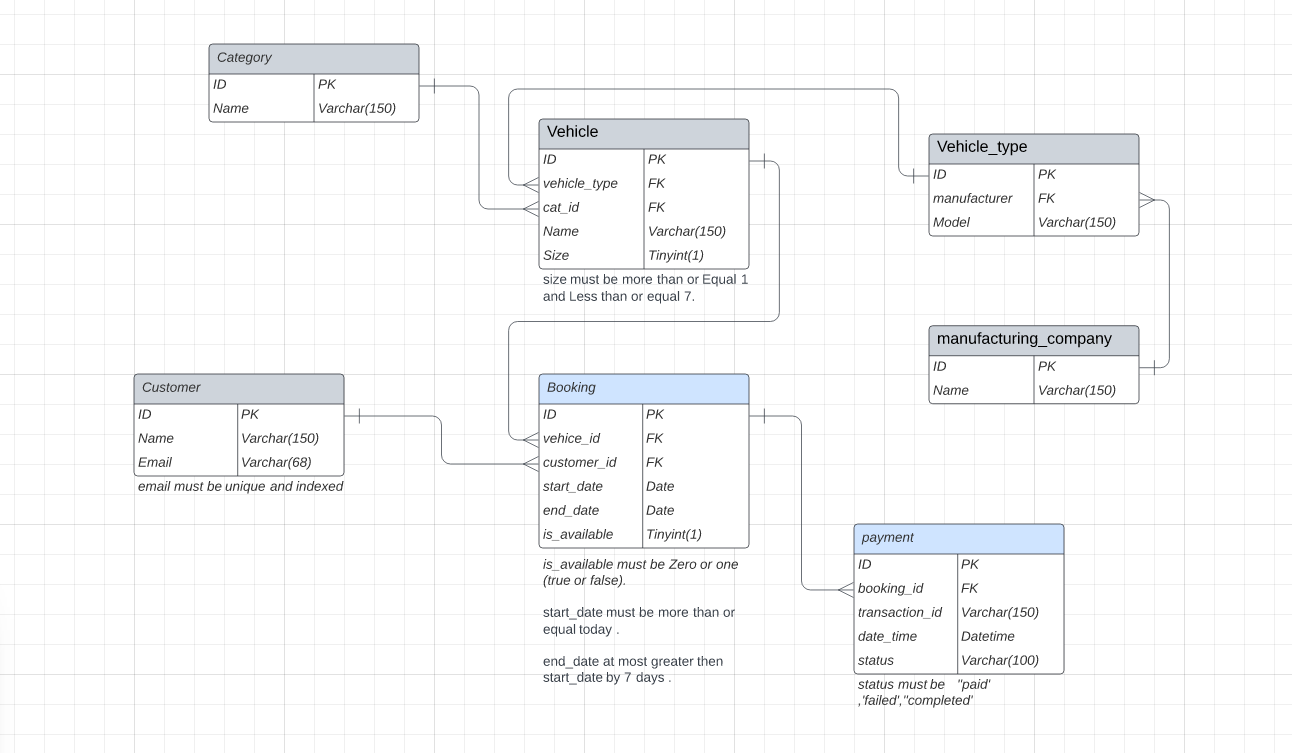 Category
ID PK
Name Varchar(150)
Vehicle
ID PK
vehicle_type FK
cat_id FK
Name Varchar(150)
Size Tinyint(1)
size must be more than or Equal 1
and Less than or equal 7.
Vehicle_type
ID PK
manufacturer FK
Model Varchar(150)
manufacturing_company
ID PK
Name Varchar(150)
Customer
ID PK
Name Varchar(150)
Email Varchar(68)
email must be unique and indexed
Booking
ID PK
vehice_id FK
customer_id FK
start_date Date
end_date Date
is_available Tinyint(1)
is_available must be Zero or one
(true or false).
start_date must be more than or
equal today .
end_date at most greater then
start_date by 7 days .
payment
ID PK
booking_id FK
transaction_id Varchar(150)
date_time Datetime
status Varchar(100)
status must be "paid'
,'failed',"completed'